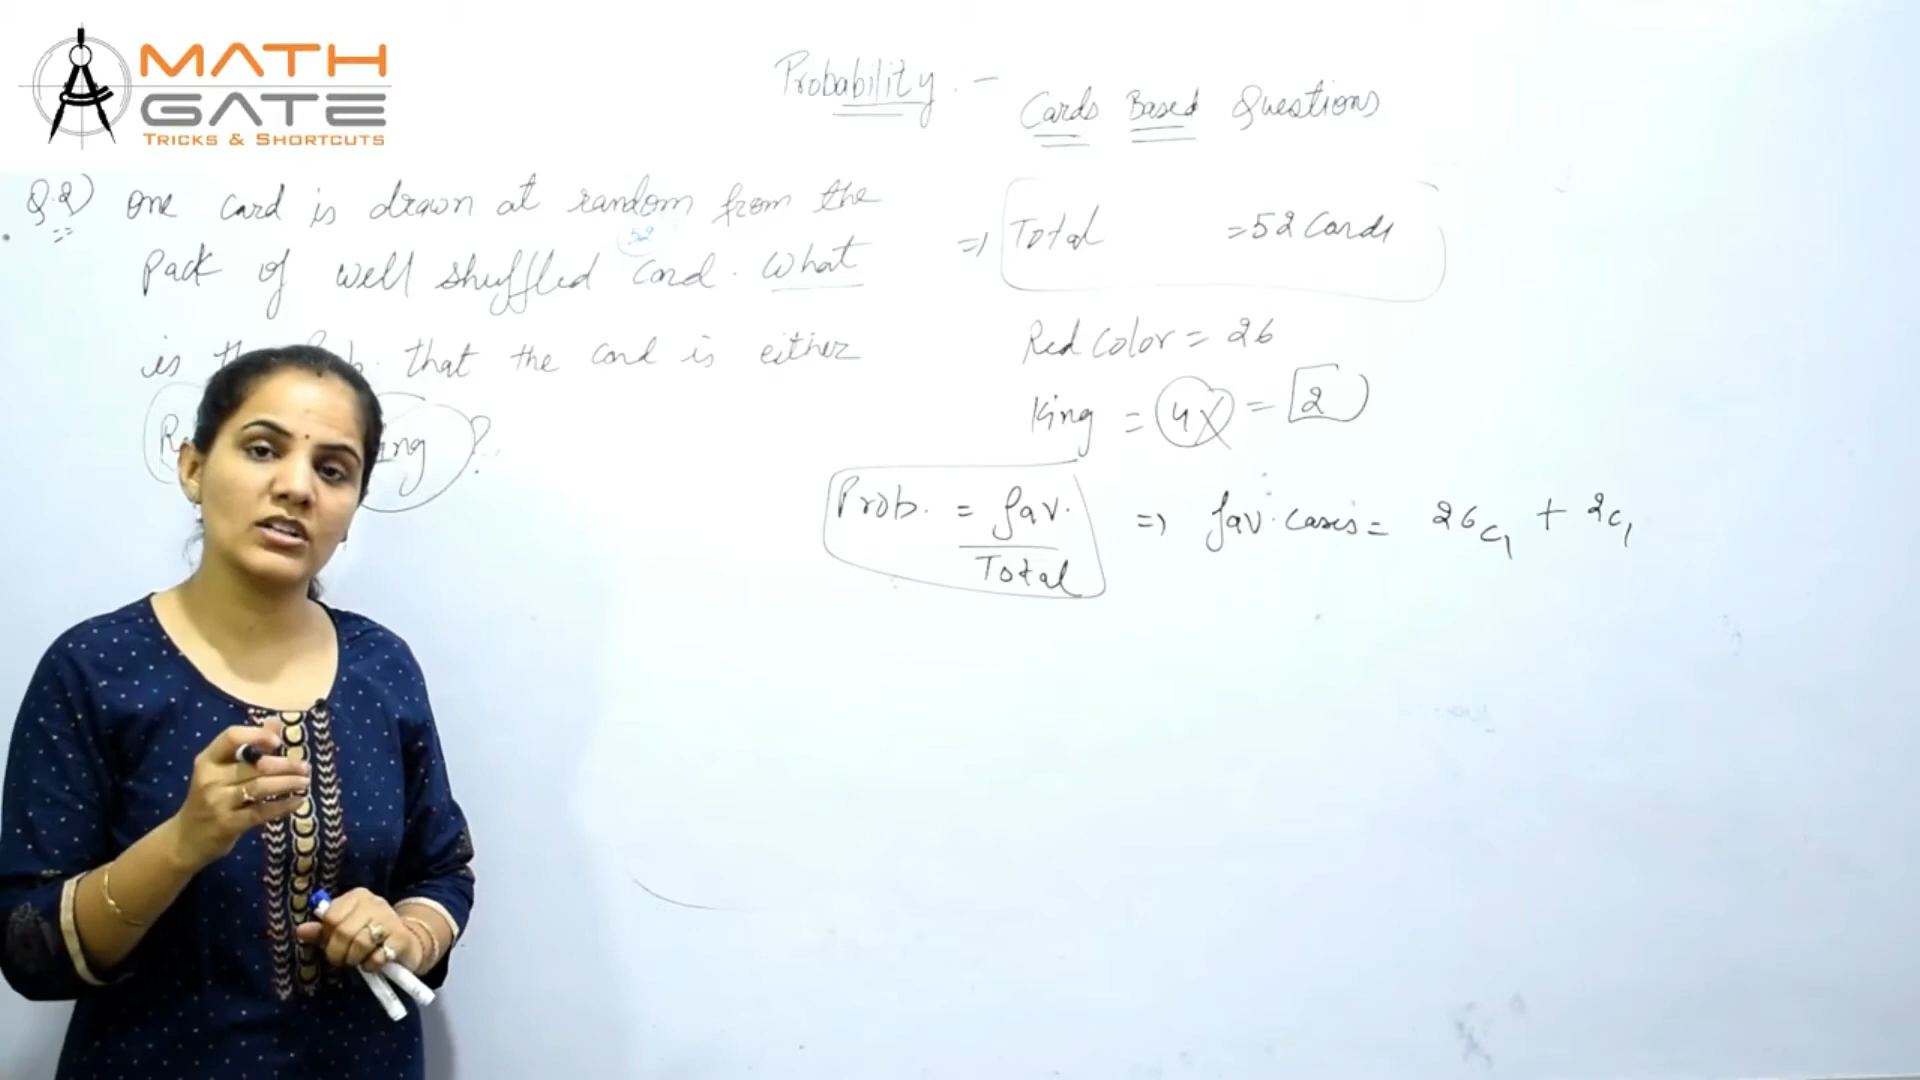 MATH
GATE
TRICKS & SHORTCUTS
Probability. - Cards Based Questions
Q.2) One card is drawn at random from the
52
pack of well shuffled card. What
is that the card is either
?
=> Total =52 Cards
Red Color = 26
King = 4 = 2
Prob. = fav.
Total
=> fav. cases = 26c1 + 2c1